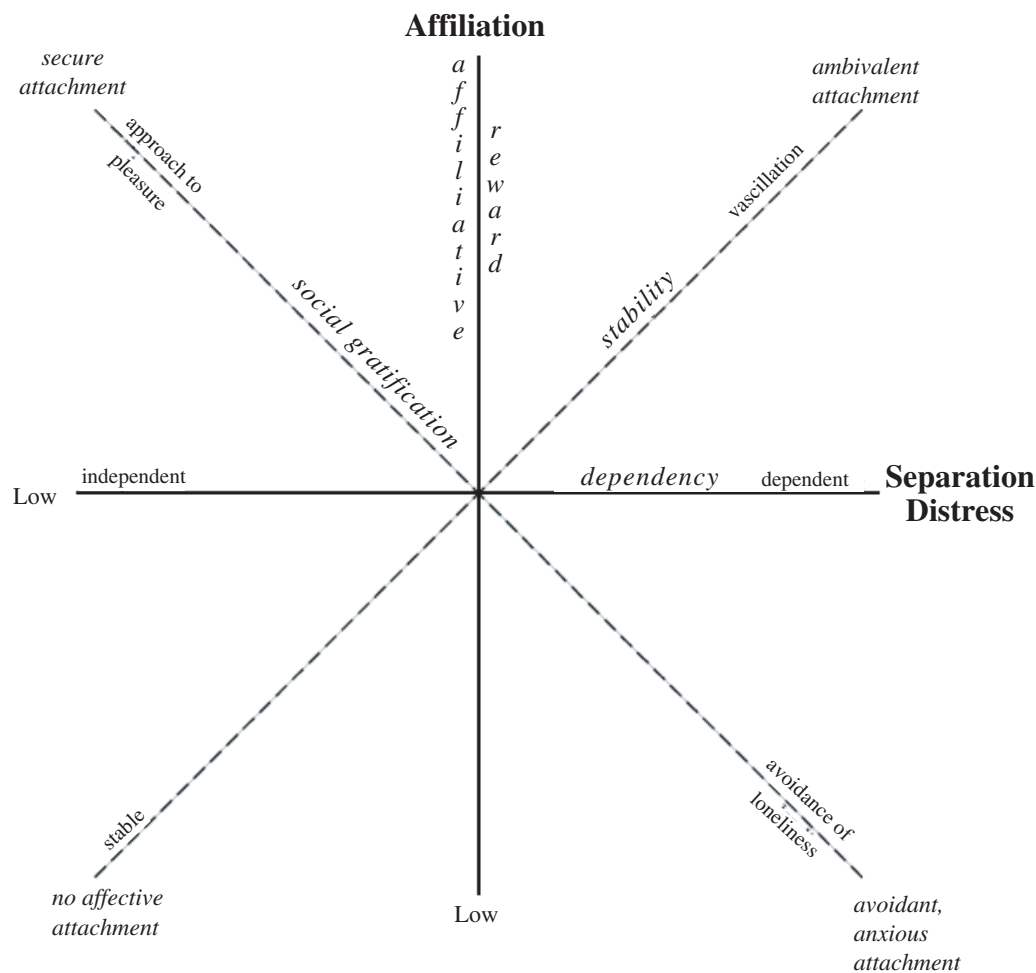 Affiliation
secure
attachment
affiliative
reward
ambivalent
attachment
approach to
pleasure
vascillation
social gratification
stability
independent
Low
dependency
dependent
Separation
Distress
stable
avoidance of
loneliness
no affective
attachment
Low
avoidant,
anxious
attachment